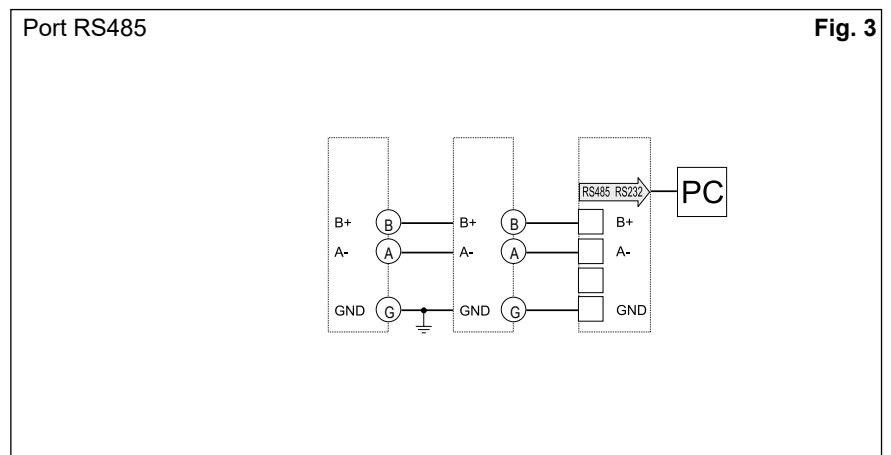 Port RS485 Fig. 3
RS485 RS232 PC
B+ B B+ B B+
A- A A- A A-
GND G GND G GND